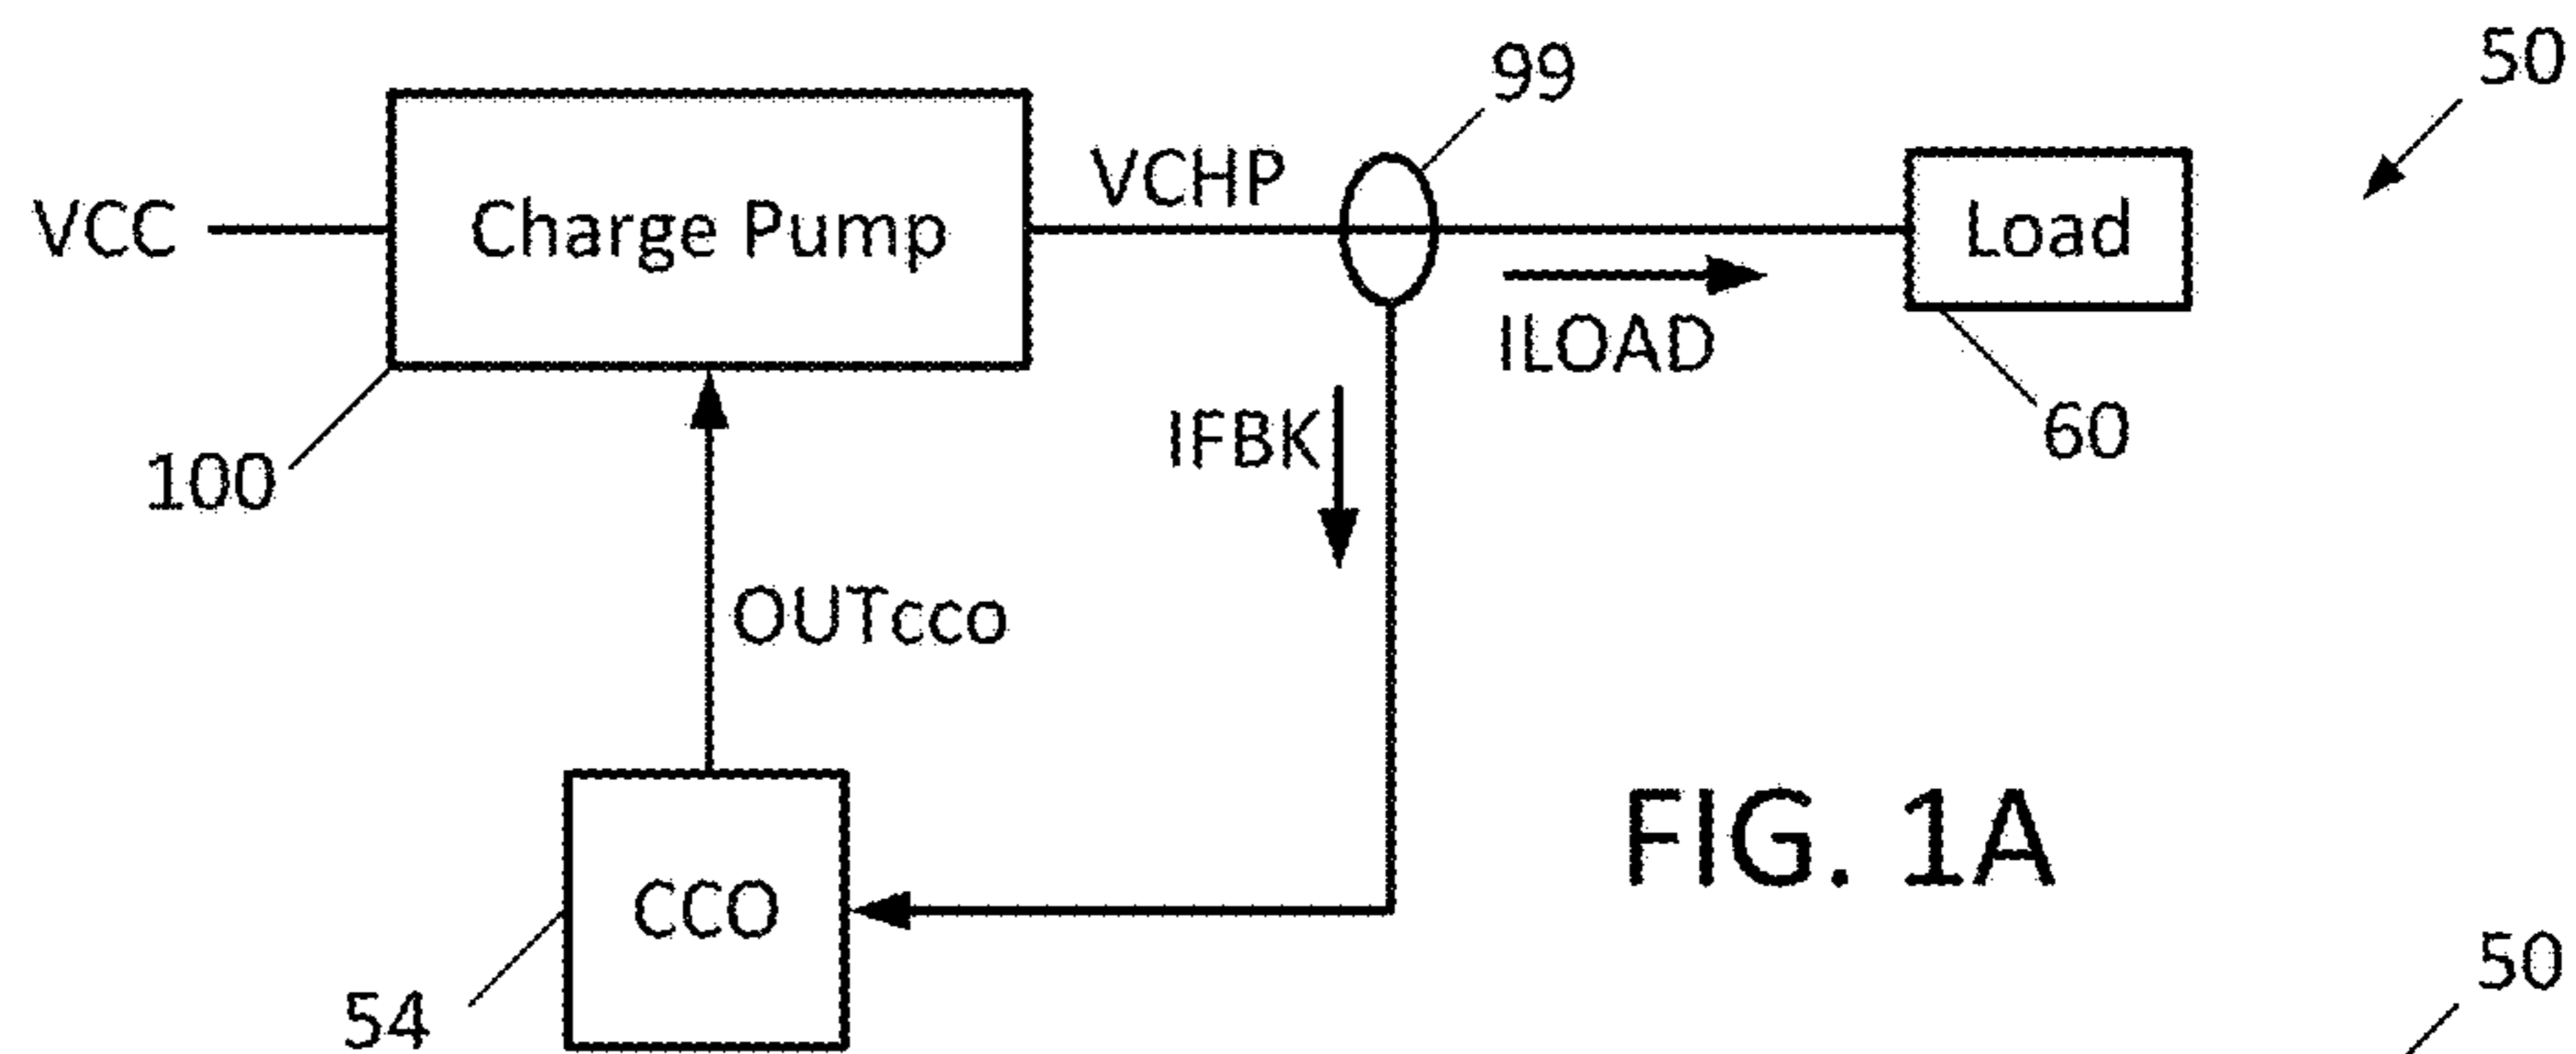 50
99
VCHP
VCC
Charge Pump
Load
ILOAD
IFBK
60
100
OUTcco
FIG. 1A
CCO
54
50